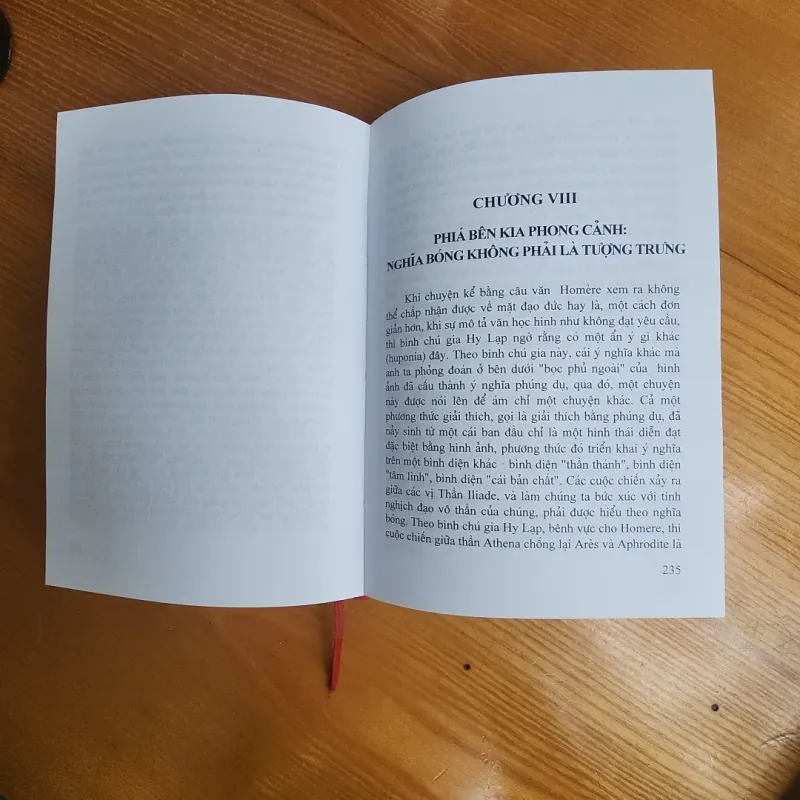 CHƯƠNG VIII
PHIÁ BÊN KIA PHONG CẢNH:
NGHĨA BÓNG KHÔNG PHẢI LÀ TƯỢNG TRƯNG
Khi chuyện kể bằng câu văn Homère xem ra không
thể chấp nhận được về mặt đạo đức hay là, một cách đơn
giản hơn, khi sự mô tả văn học hình như không đạt yêu cầu,
thì bình chú gia Hy Lạp ngờ rằng có một ẩn ý gì khác
(huponia) đây. Theo bình chú gia này, cái ý nghĩa khác mà
anh ta phỏng đoán ở bên dưới "bọc phủ ngoài" của hình
ảnh đã cấu thành ý nghĩa phúng dụ, qua đó, một chuyện
này được nói lên để ám chỉ một chuyện khác. Cả một
phương thức giải thích, gọi là giải thích bằng phúng dụ, đã
nảy sinh từ một cái ban đầu chỉ là một hình thái diễn đạt
đặc biệt bằng hình ảnh, phương thức đó triển khai ý nghĩa
trên một bình diện khác - bình diện "thần thánh", bình diện
"tâm linh", bình diện "cái bản chất". Các cuộc chiến xảy ra
giữa các vị Thần Iliade, và làm chúng ta bức xúc với tính
nghịch đạo vô thần của chúng, phải được hiểu theo nghĩa
bóng. Theo bình chú gia Hy Lạp, bênh vực cho Homere, thì
cuộc chiến giữa thần Athena chống lại Arès và Aphrodite là
235